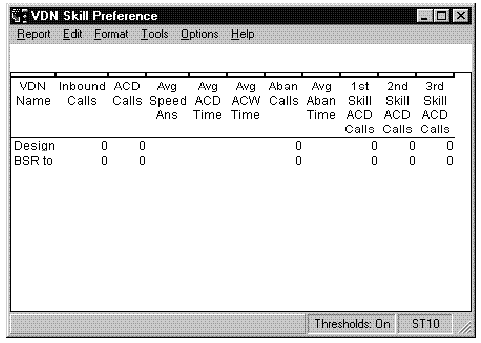 VDN Skill Preference
Report Edit Format Tools Options Help
VDN Inbound ACD Avg Avg Avg Aban Avg 1st 2nd 3rd
Name Calls Calls Speed ACD ACW Calls Aban Skill Skill Skill
Ans Time Time Time ACD ACD ACD
Calls Calls Calls
Design 0 0 0 0 0 0
BSR to 0 0 0 0 0 0
Thresholds: On ST10